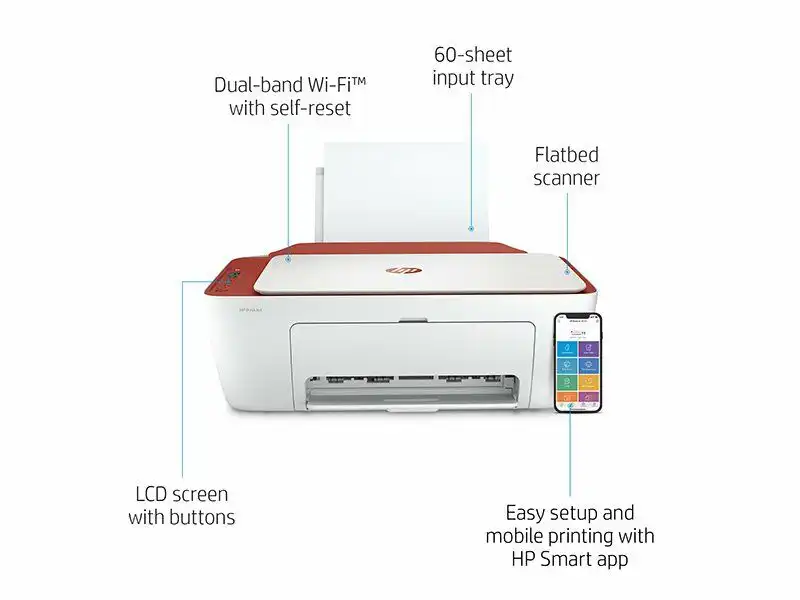 60-sheet
input tray
Dual-band Wi-Fi™
with self-reset
Flatbed
scanner
hp
LCD screen
with buttons
Easy setup and
mobile printing with
HP Smart app